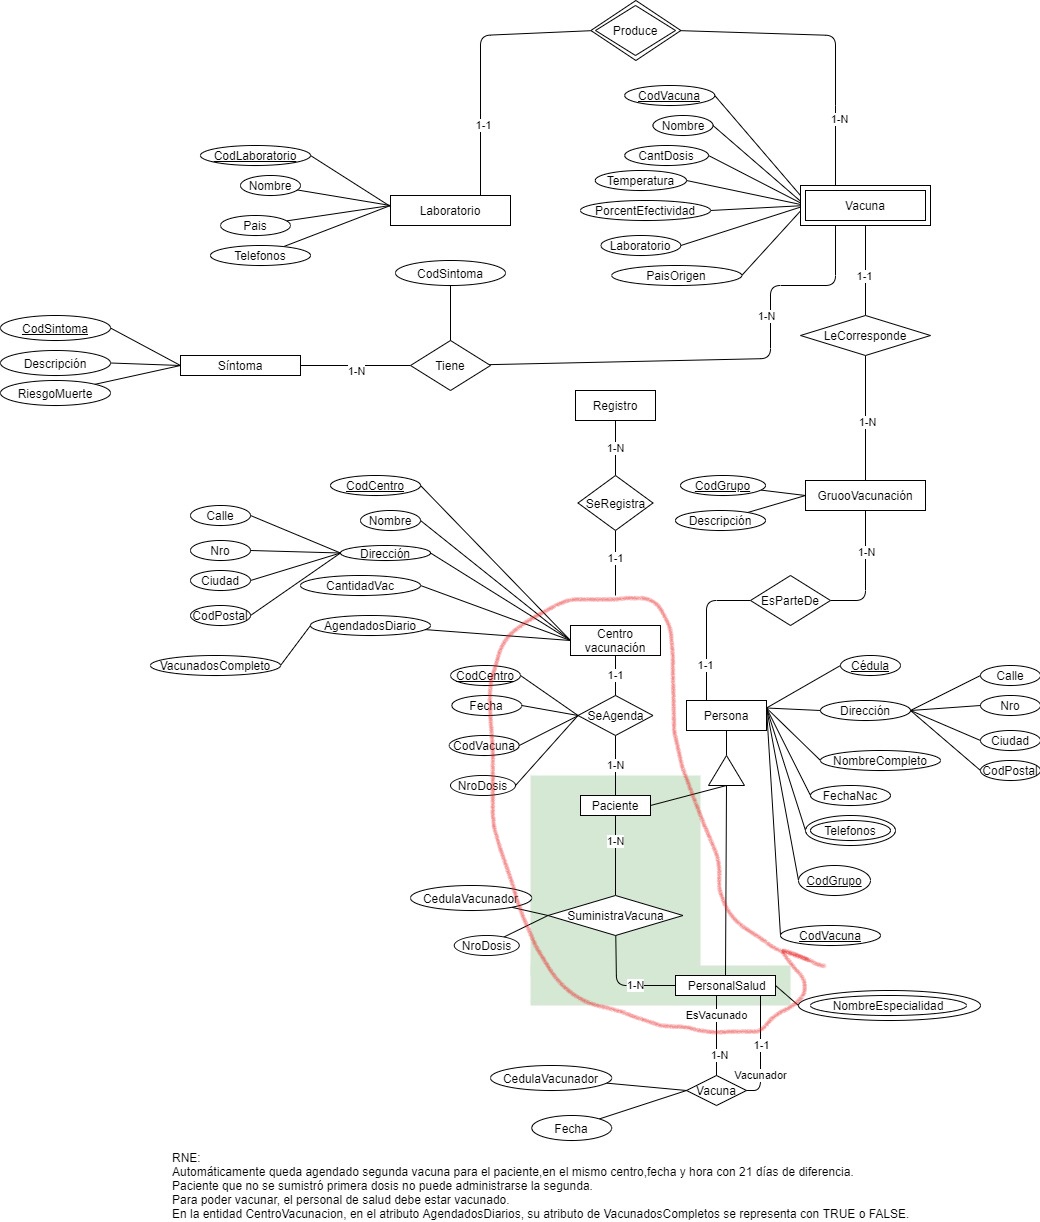 Produce
1-1
1-N
CodVacuna
Nombre
CantDosis
Temperatura
PorcentEfectividad
Laboratorio
PaisOrigen
Vacuna
CodLaboratorio
Nombre
Pais
Telefonos
Laboratorio
CodSintoma
1-1
1-N
LeCorresponde
CodSintoma
Descripción
RiesgoMuerte
Síntoma
1-N
Tiene
Registro
1-N
1-N
SeRegistra
CodGrupo
Descripción
GruooVacunación
CodCentro
Nombre
Calle
Nro
Ciudad
CodPostal
Dirección
CantidadVac
AgendadosDiario
VacunadosCompleto
1-1
1-N
EsParteDe
Centro
vacunación
1-1
1-1
CodCentro
Fecha
CodVacuna
NroDosis
SeAgenda
Persona
Cédula
Dirección
Calle
Nro
Ciudad
CodPostal
NombreCompleto
FechaNac
Telefonos
CodGrupo
CodVacuna
1-N
Paciente
1-N
CedulaVacunador
NroDosis
SuministraVacuna
1-N
PersonalSalud
NombreEspecialidad
EsVacunado
1-N
1-1
Vacunador
CedulaVacunador
Vacuna
Fecha
RNE:
Automáticamente queda agendado segunda vacuna para el paciente,en el mismo centro,fecha y hora con 21 días de diferencia.
Paciente que no se sumistró primera dosis no puede administrarse la segunda.
Para poder vacunar, el personal de salud debe estar vacunado.
En la entidad CentroVacunacion, en el atributo AgendadosDiarios, su atributo de VacunadosCompletos se representa con TRUE o FALSE.